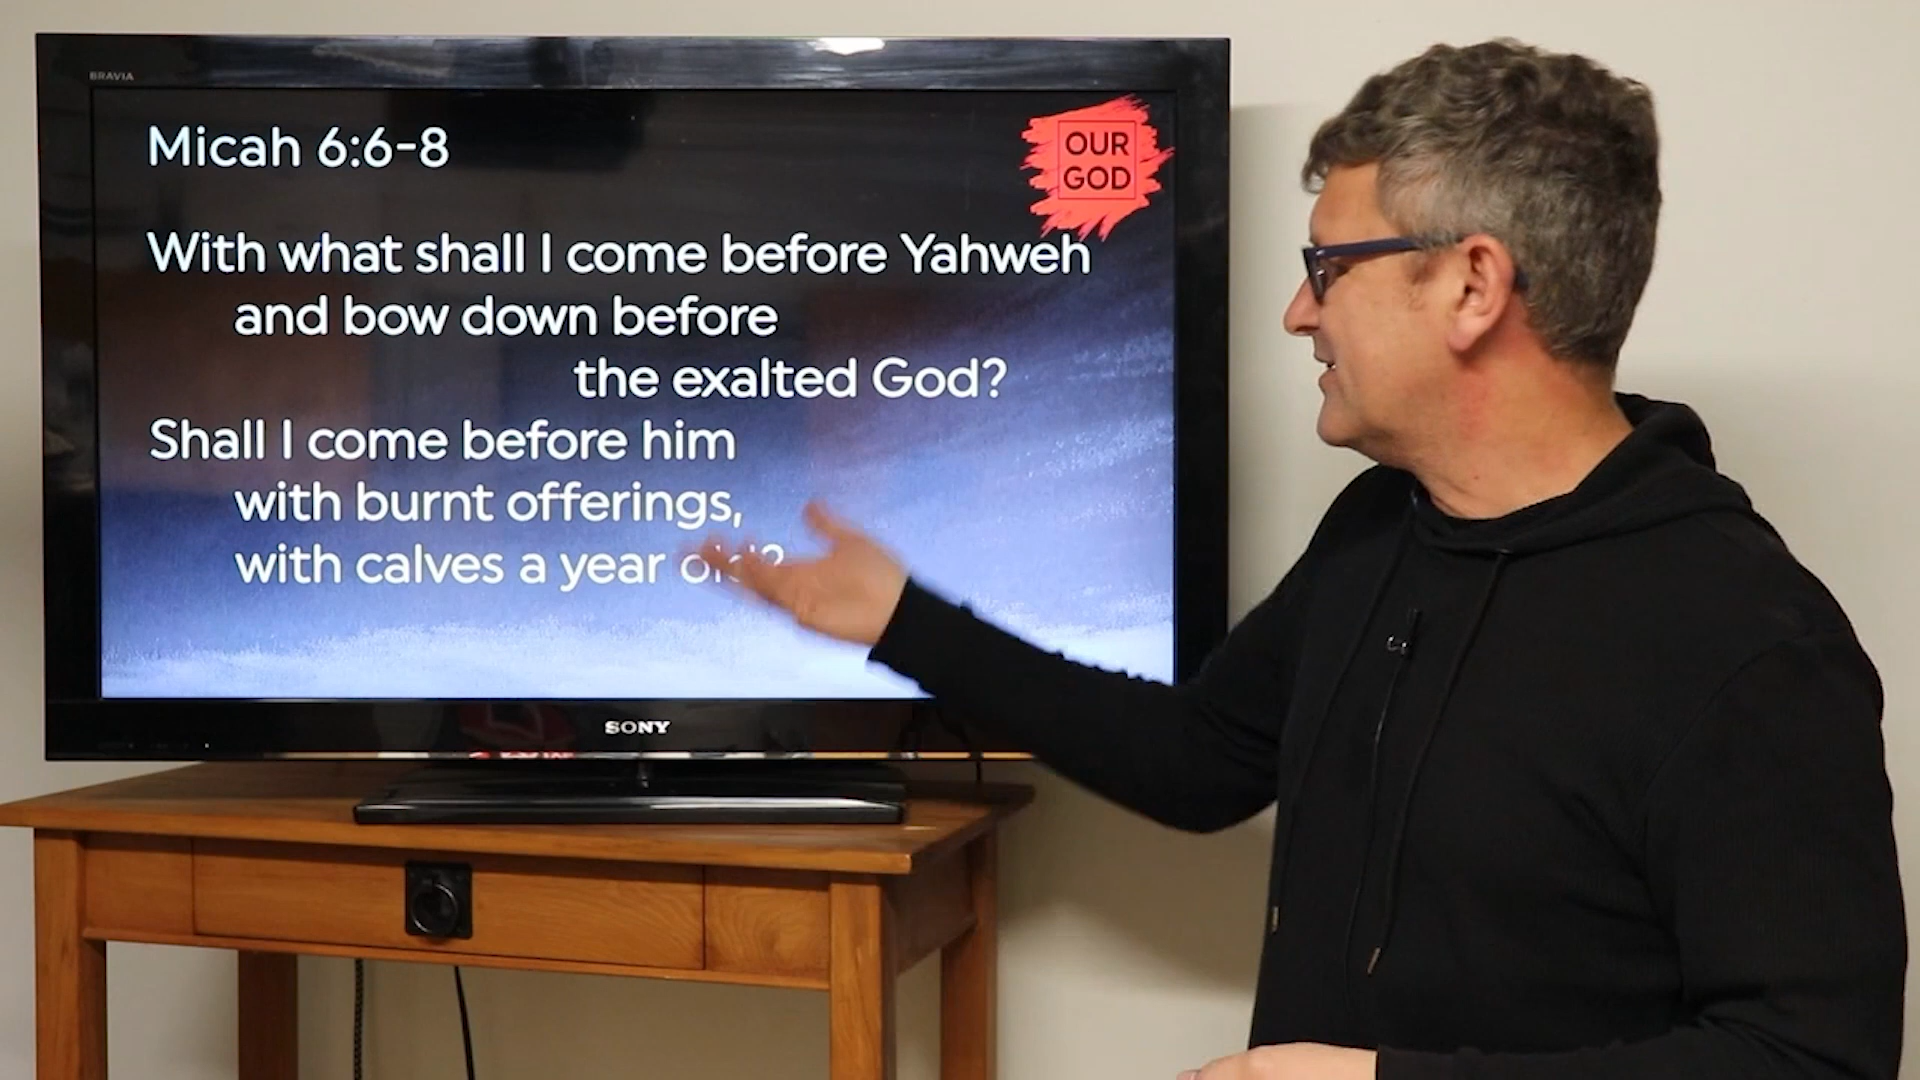 BRAVIA
Micah 6:6-8
OUR
GOD
With what shall I come before Yahweh
and bow down before
the exalted God?
Shall I come before him
with burnt offerings,
with calves a year old?
SONY